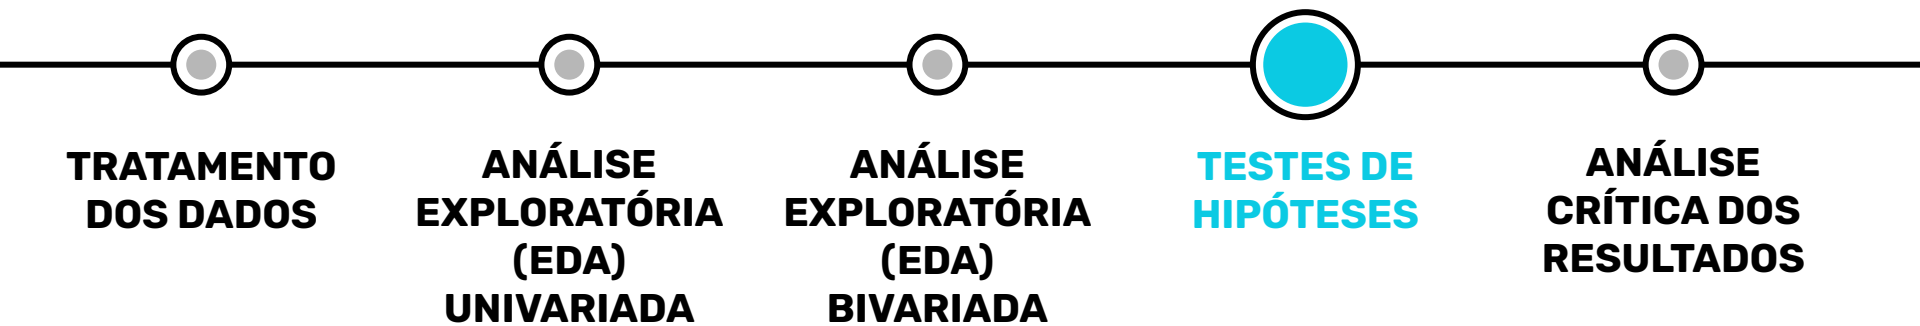 TRATAMENTO
DOS DADOS
ANÁLISE
EXPLORATÓRIA
(EDA)
UNIVARIADA
ANÁLISE
EXPLORATÓRIA
(EDA)
BIVARIADA
TESTES DE
HIPÓTESES
ANÁLISE
CRÍTICA DOS
RESULTADOS